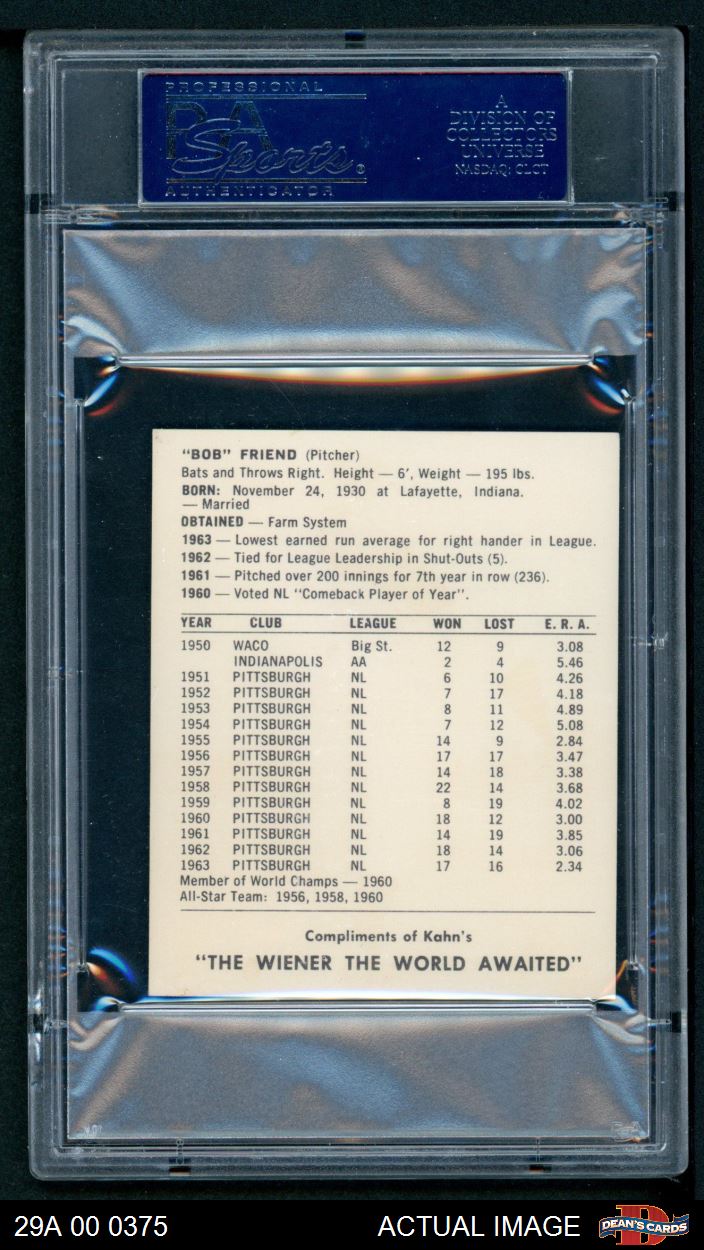 PROFESSIONAL
PSA
Sports®
AUTHENTICATOR
A
DIVISION OF
COLLECTORS
UNIVERSE
NASDAQ: CLCT
"BOB" FRIEND (Pitcher)
Bats and Throws Right. Height — 6', Weight — 195 lbs.
BORN: November 24, 1930 at Lafayette, Indiana.
— Married
OBTAINED — Farm System
1963 — Lowest earned run average for right hander in League.
1962 — Tied for League Leadership in Shut-Outs (5).
1961 — Pitched over 200 innings for 7th year in row (236).
1960 — Voted NL "Comeback Player of Year".
YEAR CLUB LEAGUE WON LOST E. R. A.
1950 WACO Big St. 12 9 3.08
INDIANAPOLIS AA 2 4 5.46
1951 PITTSBURGH NL 6 10 4.26
1952 PITTSBURGH NL 7 17 4.18
1953 PITTSBURGH NL 8 11 4.89
1954 PITTSBURGH NL 7 12 5.08
1955 PITTSBURGH NL 14 9 2.84
1956 PITTSBURGH NL 17 17 3.47
1957 PITTSBURGH NL 14 18 3.38
1958 PITTSBURGH NL 22 14 3.68
1959 PITTSBURGH NL 8 19 4.02
1960 PITTSBURGH NL 18 12 3.00
1961 PITTSBURGH NL 14 19 3.85
1962 PITTSBURGH NL 18 14 3.06
1963 PITTSBURGH NL 17 16 2.34
Member of World Champs — 1960
All-Star Team: 1956, 1958, 1960
Compliments of Kahn's
"THE WIENER THE WORLD AWAITED"
29A 00 0375 ACTUAL IMAGE DEAN'S CARDS